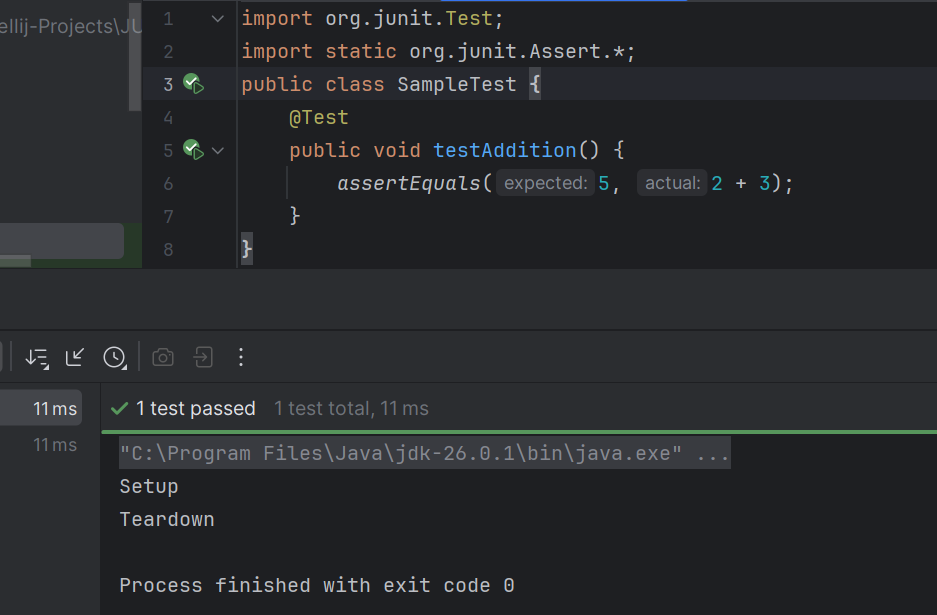 ellij-Projects\JU
1 import org.junit.Test;
2 import static org.junit.Assert.*;
3 public class SampleTest {
4 @Test
5 public void testAddition() {
6 assertEquals( expected: 5, actual: 2 + 3);
7 }
8 }
11 ms
✓ 1 test passed 1 test total, 11 ms
11 ms
"C:\Program Files\Java\jdk-26.0.1\bin\java.exe" ...
Setup
Teardown
Process finished with exit code 0